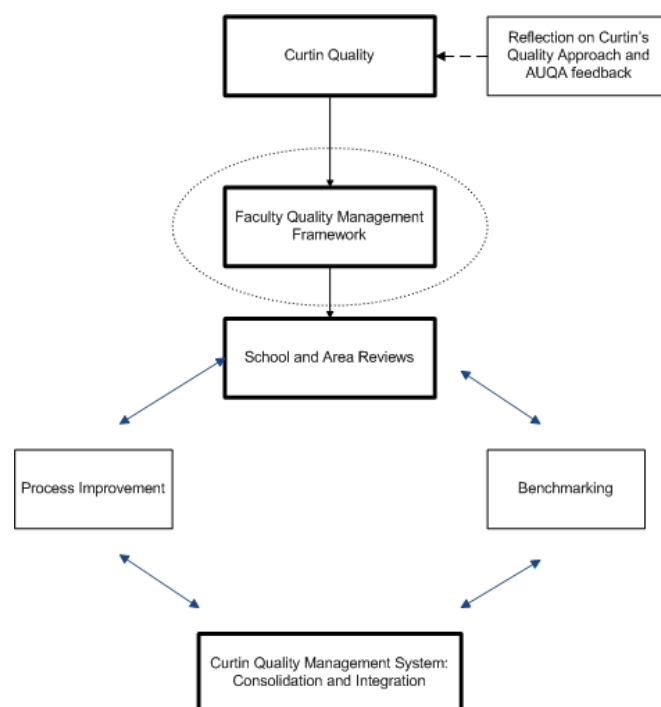 Curtin Quality
Reflection on Curtin's
Quality Approach and
AUQA feedback
Faculty Quality Management
Framework
School and Area Reviews
Process Improvement
Benchmarking
Curtin Quality Management System:
Consolidation and Integration